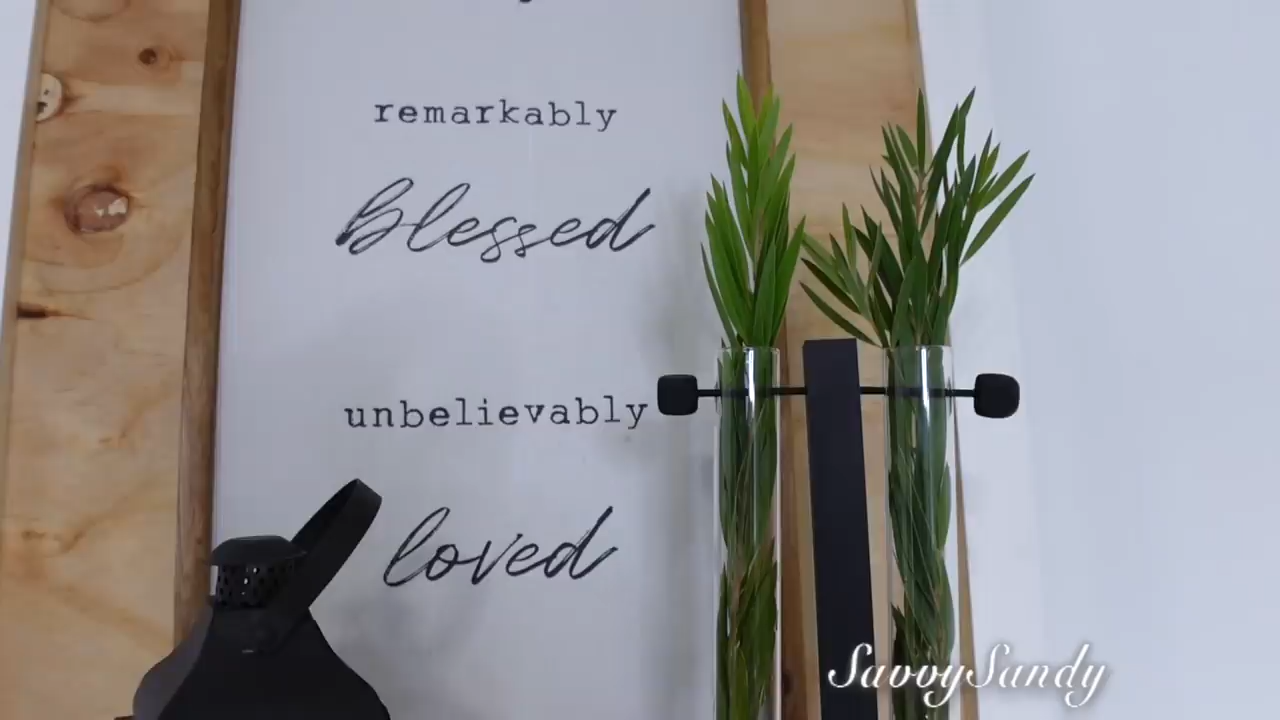 remarkably
blessed
unbelievably
loved
SavvySandy